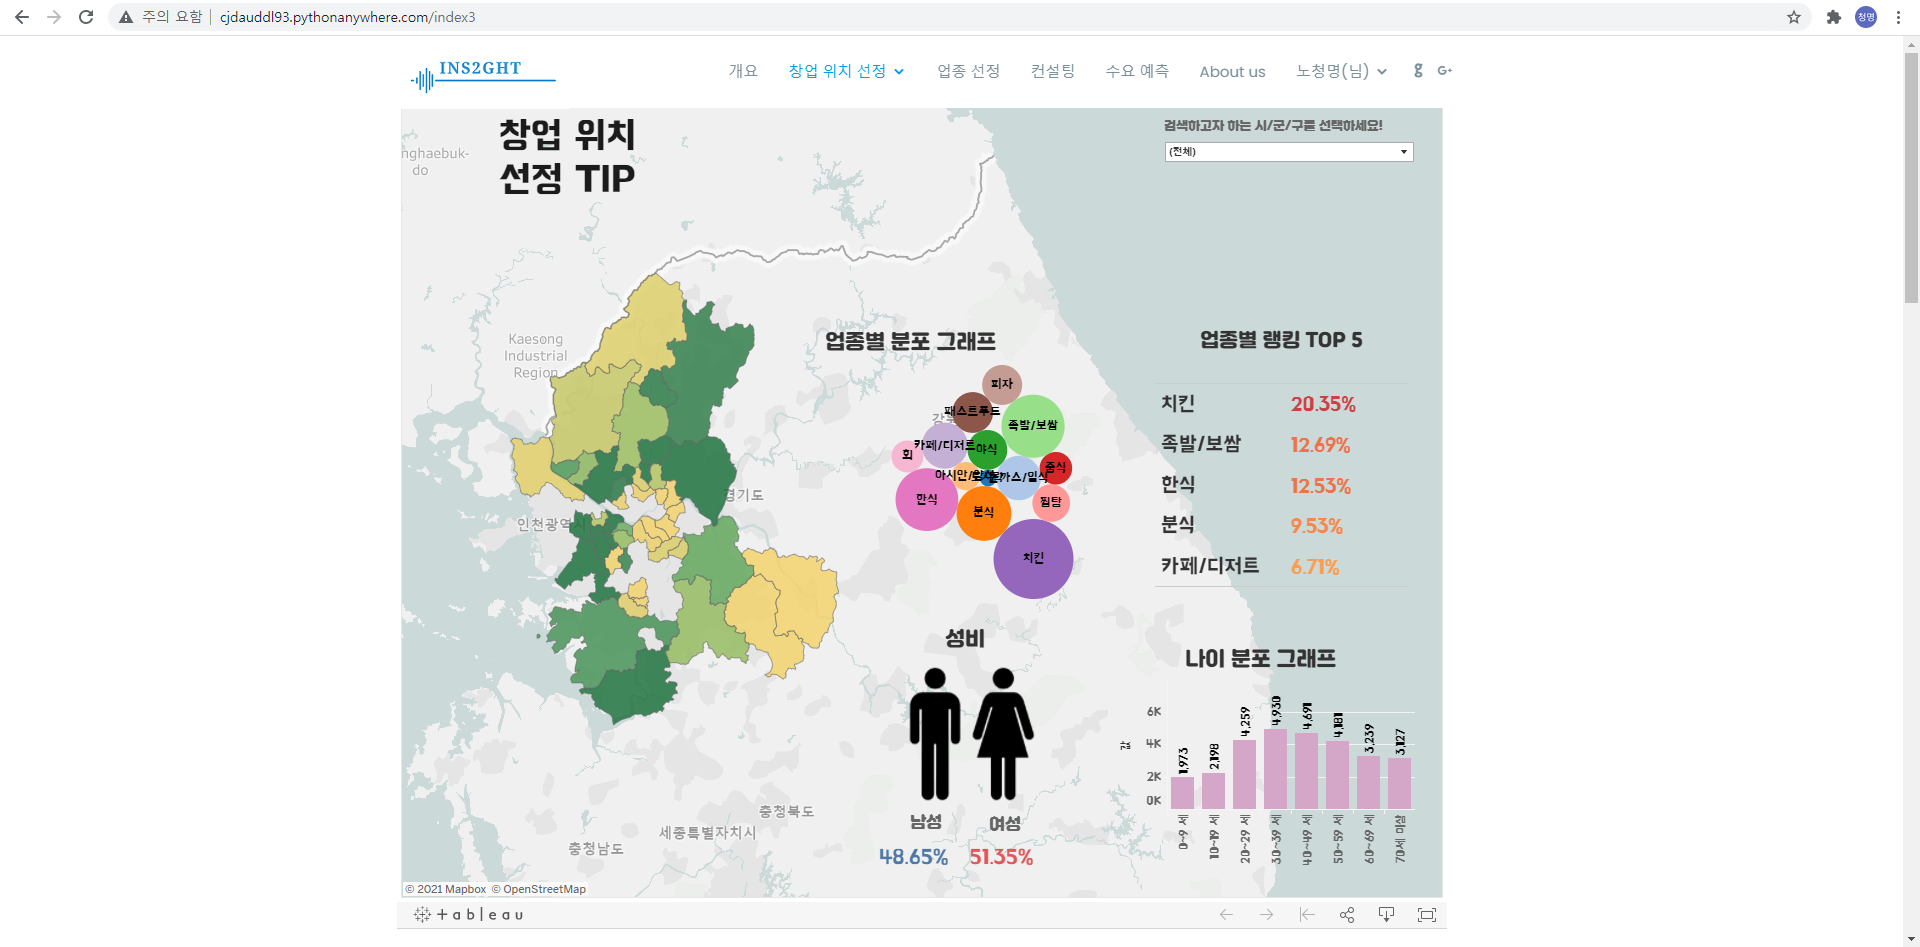 주의 요함
cjdauddl93.pythonanywhere.com/index3
청명
INS2GHT
개요
창업 위치 선정
업종 선정
컨설팅
수요 예측
About us
노청명(님)
g
G+
창업 위치
선정 TIP
검색하고자 하는 시/군/구를 선택하세요!
(전체)
nghaebuk-
do
Kaesong
Industrial
Region
경기도
인천광역시
충청북도
세종특별자치시
충청남도
업종별 분포 그래프
피자
패스트푸드
족발/보쌈
카페/디저트
야식
회
중식
한식
분식
찜탕
치킨
업종별 랭킹 TOP 5
치킨 20.35%
족발/보쌈 12.69%
한식 12.53%
분식 9.53%
카페/디저트 6.71%
성비
남성 여성
48.65% 51.35%
나이 분포 그래프
6K
4K
2K
0K
값
1,973
2,198
4,259
4,930
4,691
4,181
3,239
3,127
0~9 세
10~19 세
20~29 세
30~39 세
40~49 세
50~59 세
60~69 세
70세 이상
© 2021 Mapbox © OpenStreetMap
+ a b l e a u